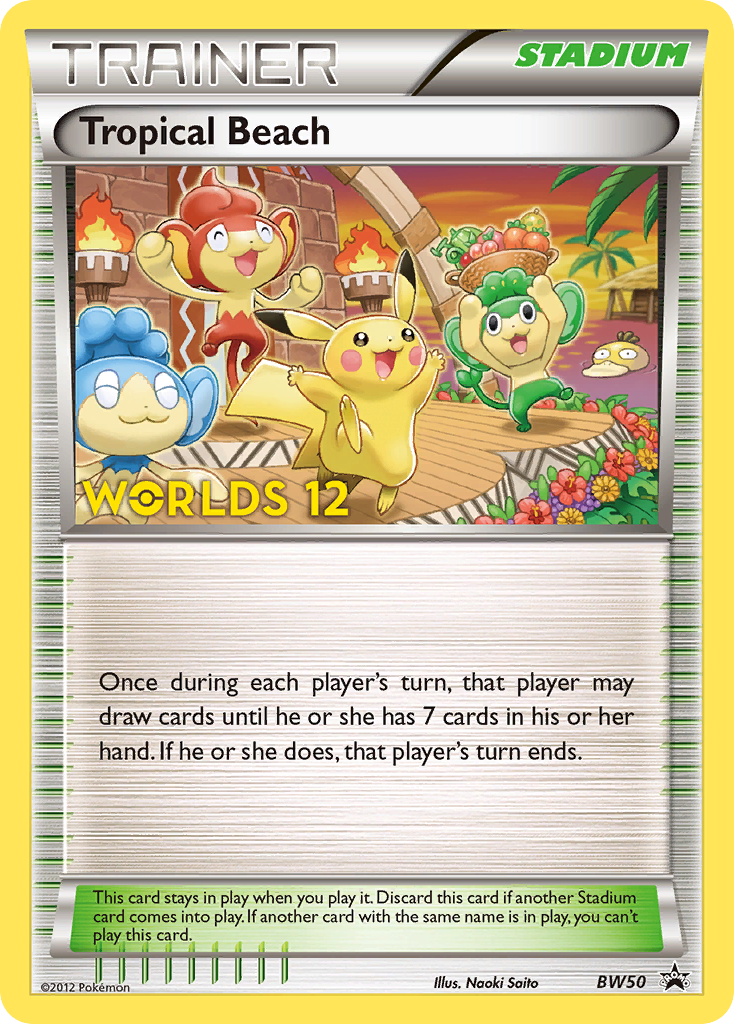 TRAINER
STADIUM
Tropical Beach
WORLDS 12
Once during each player's turn, that player may
draw cards until he or she has 7 cards in his or her
hand. If he or she does, that player's turn ends.
This card stays in play when you play it. Discard this card if another Stadium
card comes into play. If another card with the same name is in play, you can't
play this card.
©2012 Pokémon
Illus. Naoki Saito
BW50
PROMO